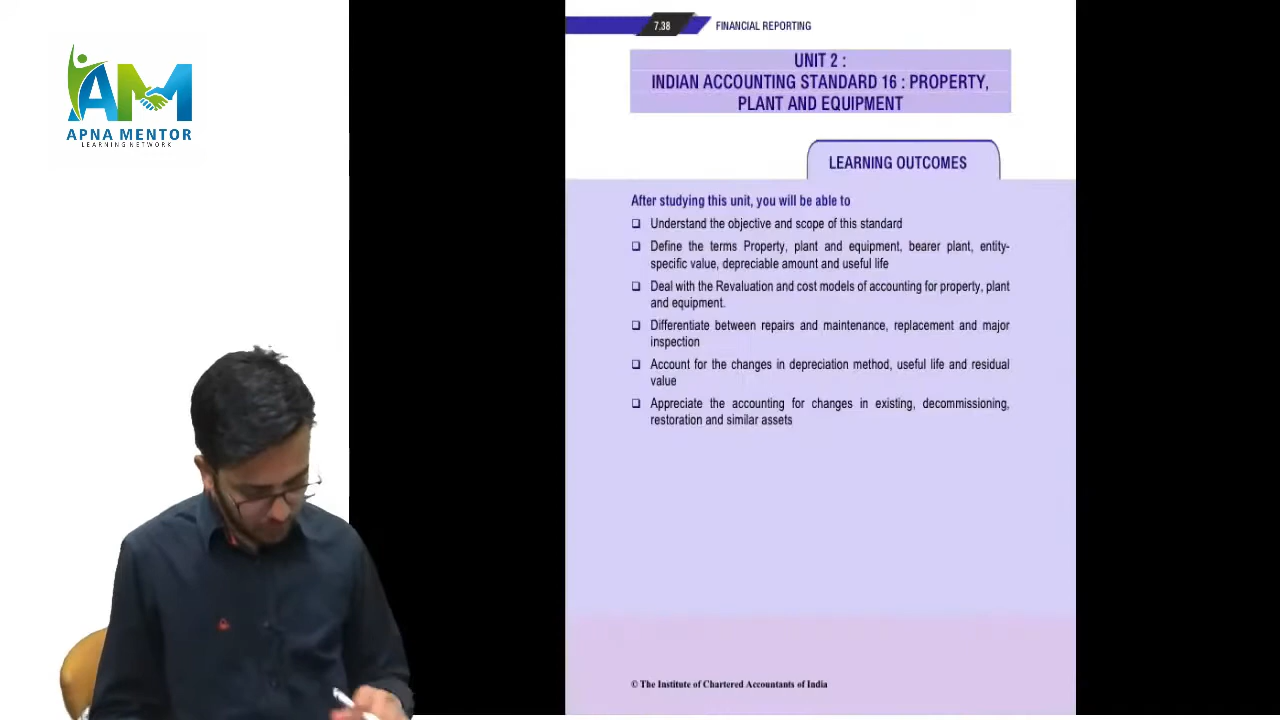 AM
APNA MENTOR
LEARNING NETWORK
7.38 FINANCIAL REPORTING
UNIT 2 :
INDIAN ACCOUNTING STANDARD 16 : PROPERTY,
PLANT AND EQUIPMENT
LEARNING OUTCOMES
After studying this unit, you will be able to
❑ Understand the objective and scope of this standard
❑ Define the terms Property, plant and equipment, bearer plant, entity-
specific value, depreciable amount and useful life
❑ Deal with the Revaluation and cost models of accounting for property, plant
and equipment.
❑ Differentiate between repairs and maintenance, replacement and major
inspection
❑ Account for the changes in depreciation method, useful life and residual
value
❑ Appreciate the accounting for changes in existing, decommissioning,
restoration and similar assets
© The Institute of Chartered Accountants of India